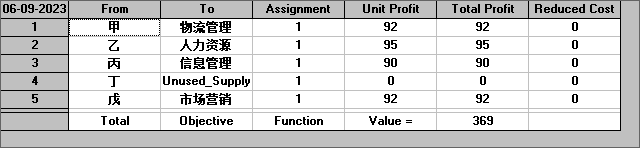 06-09-2023 From To Assignment Unit Profit Total Profit Reduced Cost
1 甲 物流管理 1 92 92 0
2 乙 人力资源 1 95 95 0
3 丙 信息管理 1 90 90 0
4 丁 Unused_Supply 1 0 0 0
5 戊 市场营销 1 92 92 0
Total Objective Function Value = 369